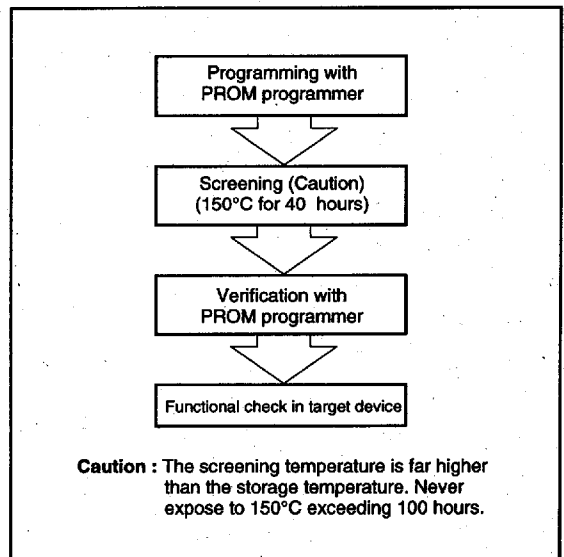 Programming with
PROM programmer
Screening (Caution)
(150°C for 40 hours)
Verification with
PROM programmer
Functional check in target device
Caution : The screening temperature is far higher
than the storage temperature. Never
expose to 150°C exceeding 100 hours.